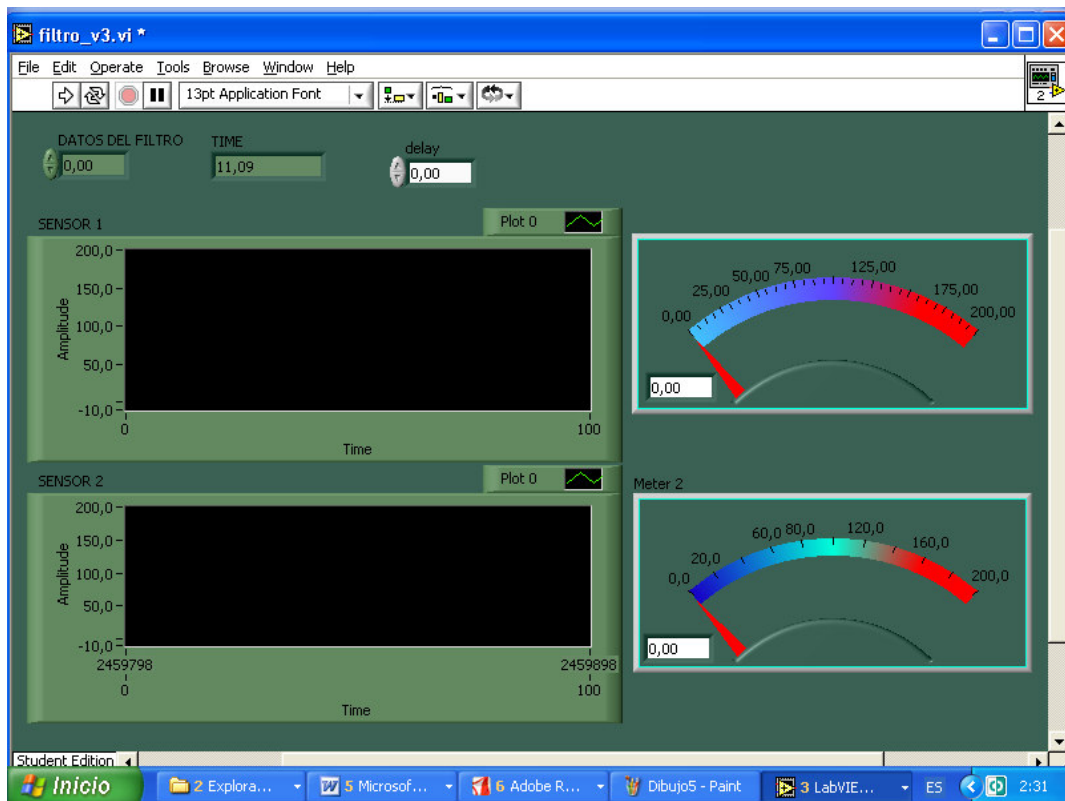 filtro_v3.vi *
File Edit Operate Tools Browse Window Help
13pt Application Font
2
DATOS DEL FILTRO TIME delay
0,00 11,09 0,00
SENSOR 1 Plot 0
200,0
150,0
100,0
50,0
-10,0
Amplitude
0 100
Time
0,00 25,00 50,00 75,00 125,00 175,00 200,00
0,00
SENSOR 2 Plot 0
200,0
150,0
100,0
50,0
-10,0
Amplitude
2459798 2459898
0 100
Time
Meter 2
0,0 20,0 60,0 80,0 120,0 160,0 200,0
0,00
Student Edition
Inicio 2 Explora... 5 Microsof... 6 Adobe R... Dibujo5 - Paint 3 LabVIE... ES 2:31